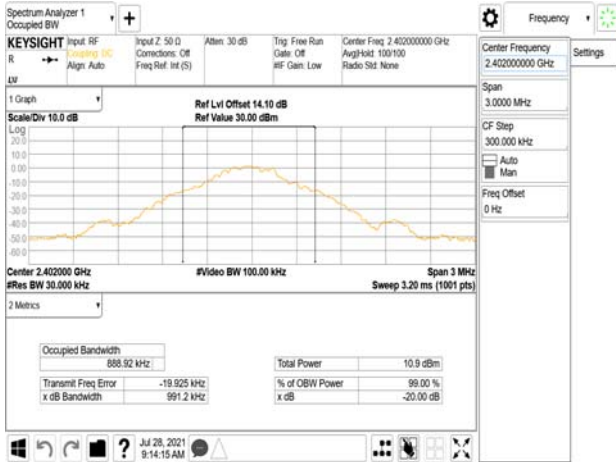 Spectrum Analyzer 1
Occupied BW
KEYSIGHT
R
Input: RF
Coupling: DC
Align: Auto
Input Z: 50 Ω
Corrections: Off
Freq Ref: Int (S)
Atten: 30 dB
Trig: Free Run
Gate: Off
#IF Gain: Low
Center Freq: 2.402000000 GHz
Avg|Hold: 100/100
Radio Std: None
1 Graph
Scale/Div 10.0 dB
Ref Lvl Offset 14.10 dB
Ref Value 30.00 dBm
Log
20.0
10.0
0.00
-10.0
-20.0
-30.0
-40.0
-50.0
-60.0
Center 2.402000 GHz
#Video BW 100.00 kHz
Span 3 MHz
#Res BW 30.000 kHz
Sweep 3.20 ms (1001 pts)
2 Metrics
Occupied Bandwidth
888.92 kHz
Total Power 10.9 dBm
Transmit Freq Error -19.925 kHz
% of OBW Power 99.00 %
x dB Bandwidth 991.2 kHz
x dB -20.00 dB
Jul 28, 2021
9:14:15 AM
Frequency
Center Frequency
2.402000000 GHz
Settings
Span
3.0000 MHz
CF Step
300.000 kHz
Auto
Man
Freq Offset
0 Hz